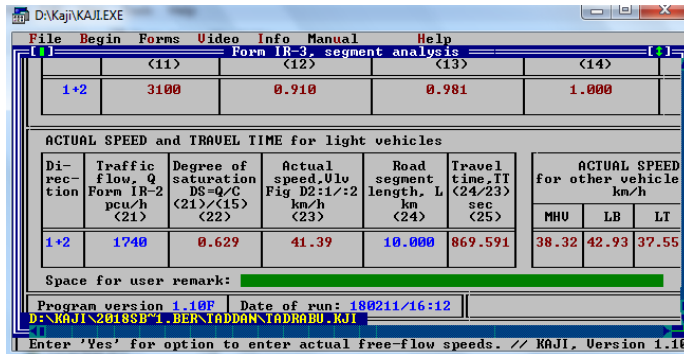 D:\Kaji\KAJI.EXE
File Begin Forms Video Info Manual Help
Form IR-3, segment analysis
(11) (12) (13) (14)
1+2 3100 0.910 0.981 1.000
ACTUAL SPEED and TRAVEL TIME for light vehicles
Di- Traffic Degree of Actual Road Travel ACTUAL SPEED
rec- flow, Q saturation speed,Vlv segment time,TT for other vehicle
tion Form IR-2 DS=Q/C Fig D2:1/:2 length, L (24/23) km/h
pcu/h (21)/(15) km/h km sec
(21) (22) (23) (24) (25) MHV LB LT
1+2 1740 0.629 41.39 10.000 869.591 38.32 42.93 37.55
Space for user remark:
Program version 1.10F Date of run: 180211/16:12
D:\KAJI\2018SB~1.BER\TADDAN\TADRABU.KJI
Enter 'Yes' for option to enter actual free-flow speeds. // KAJI, Version 1.10